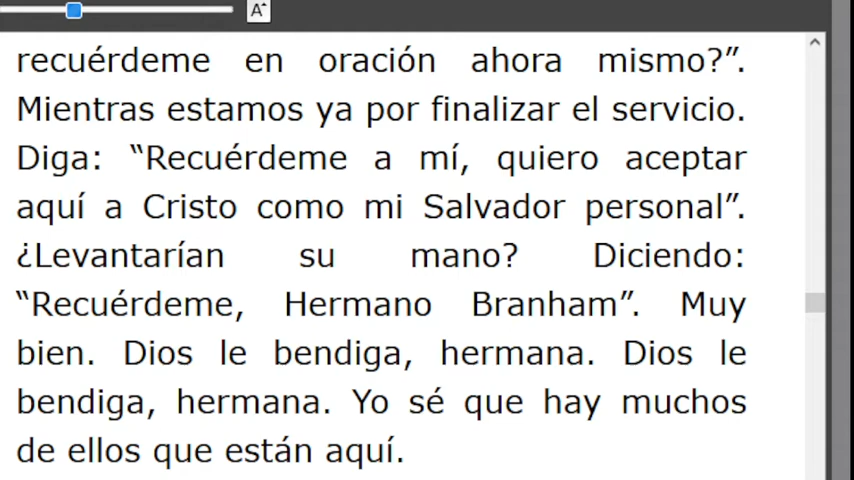 A
recuérdeme en oración ahora mismo?”.
Mientras estamos ya por finalizar el servicio.
Diga: “Recuérdeme a mí, quiero aceptar
aquí a Cristo como mi Salvador personal”.
¿Levantarían su mano? Diciendo:
“Recuérdeme, Hermano Branham”. Muy
bien. Dios le bendiga, hermana. Dios le
bendiga, hermana. Yo sé que hay muchos
de ellos que están aquí.